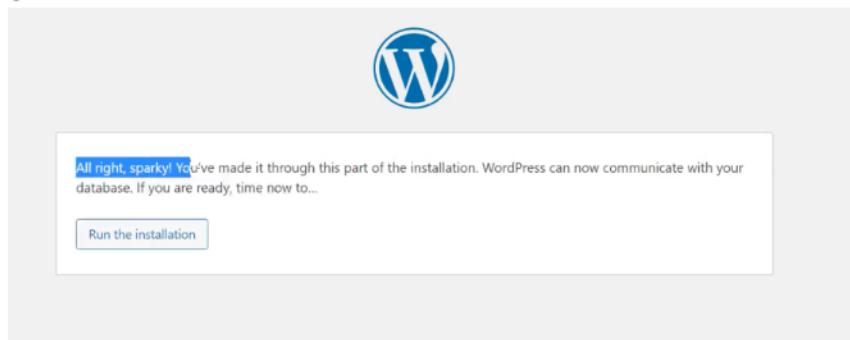 All right, sparky! You've made it through this part of the installation. WordPress can now communicate with your
database. If you are ready, time now to...
Run the installation